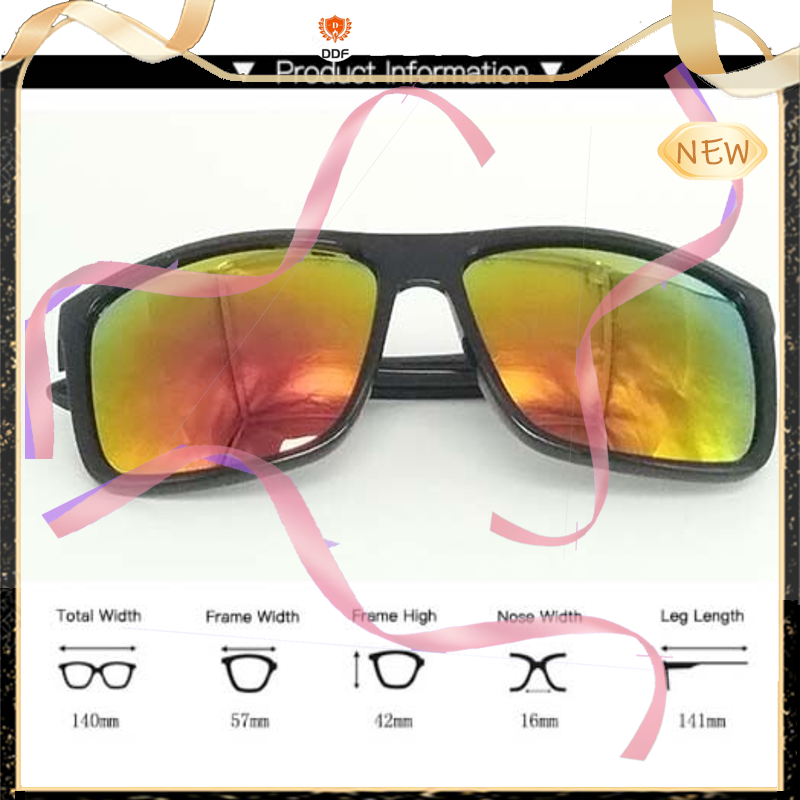 DDF
▼ Product Information ▼
NEW
Total Width Frame Width Frame High Nose Width Leg Length
140mm 57mm 42mm 16mm 141mm